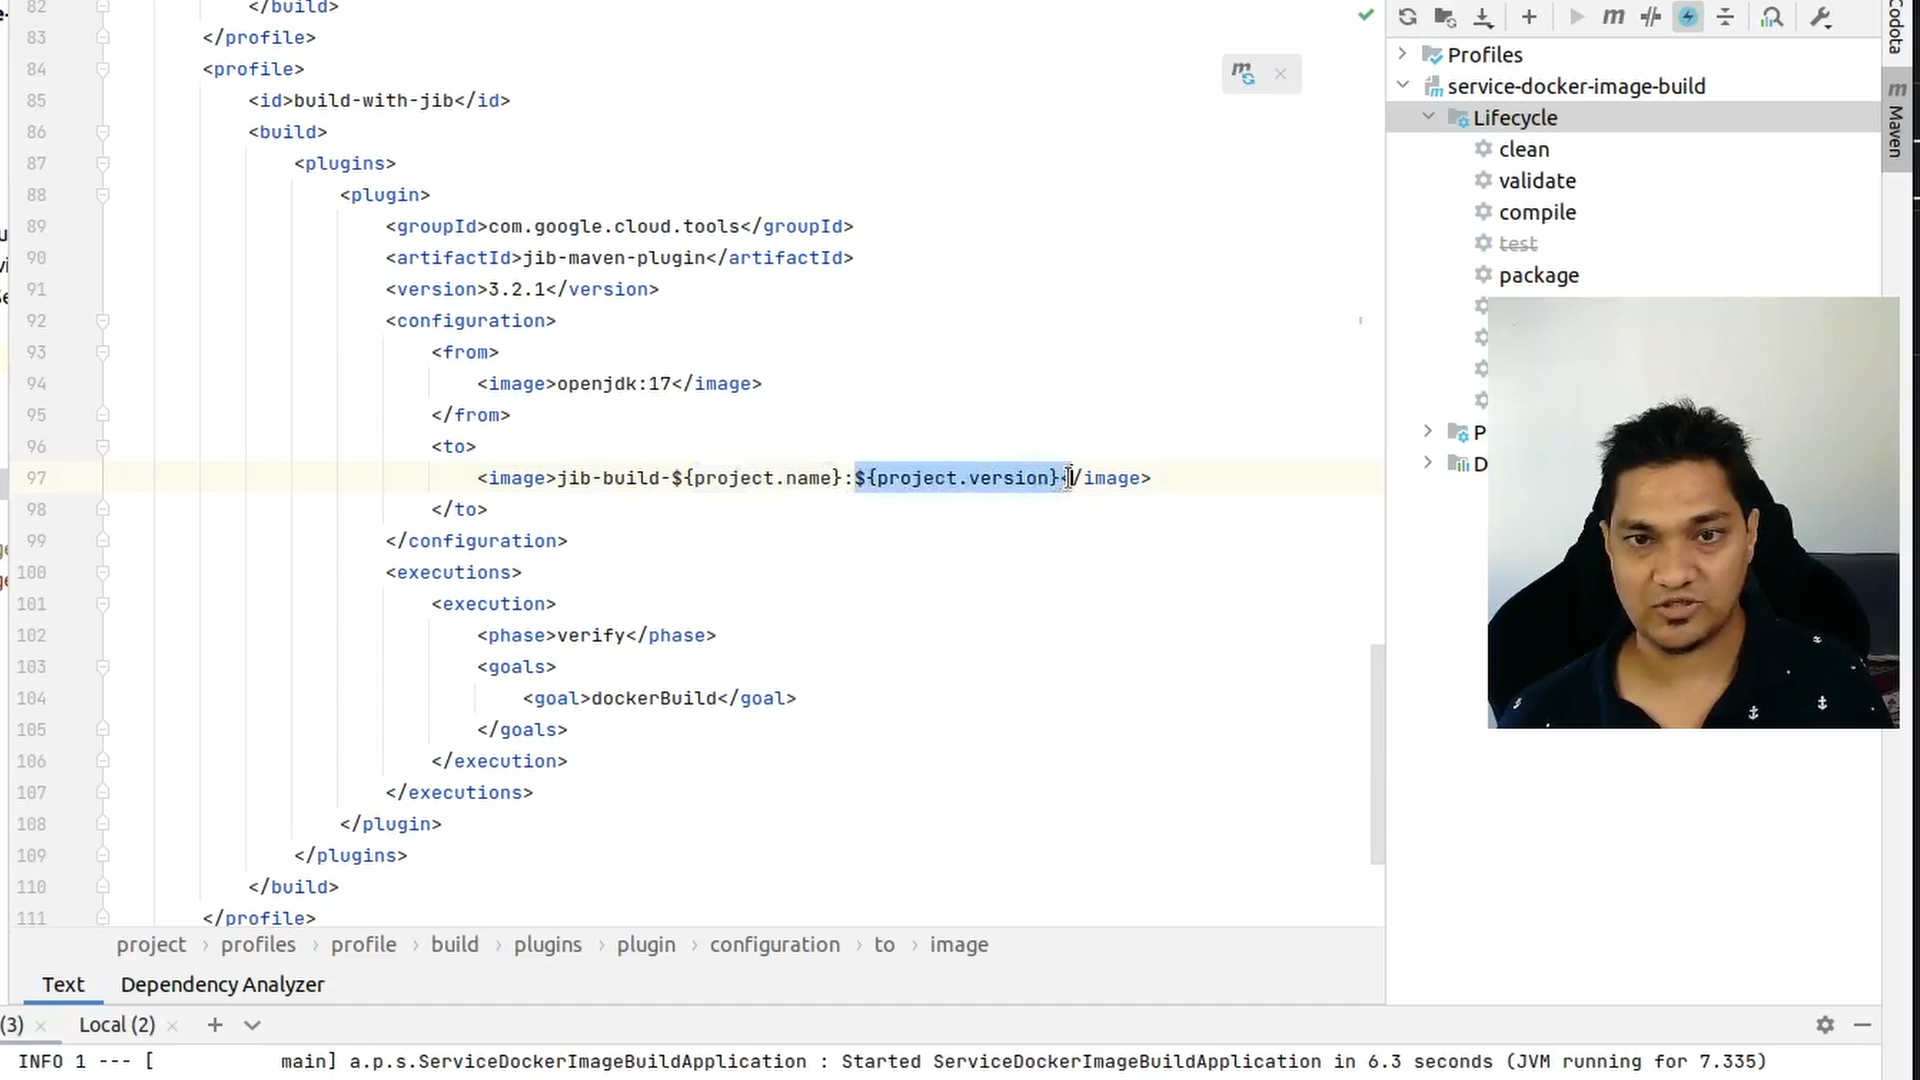 82 </build>
83 </profile>
84 <profile>
85 <id>build-with-jib</id>
86 <build>
87 <plugins>
88 <plugin>
89 <groupId>com.google.cloud.tools</groupId>
90 <artifactId>jib-maven-plugin</artifactId>
91 <version>3.2.1</version>
92 <configuration>
93 <from>
94 <image>openjdk:17</image>
95 </from>
96 <to>
97 <image>jib-build-${project.name}:${project.version}</image>
98 </to>
99 </configuration>
100 <executions>
101 <execution>
102 <phase>verify</phase>
103 <goals>
104 <goal>dockerBuild</goal>
105 </goals>
106 </execution>
107 </executions>
108 </plugin>
109 </plugins>
110 </build>
111 </profile>
project › profiles › profile › build › plugins › plugin › configuration › to › image
Text Dependency Analyzer
(3) Local (2)
INFO 1 --- [ main] a.p.s.ServiceDockerImageBuildApplication : Started ServiceDockerImageBuildApplication in 6.3 seconds (JVM running for 7.335)
Profiles
service-docker-image-build
Lifecycle
clean
validate
compile
test
package
P
D
Codota
Maven